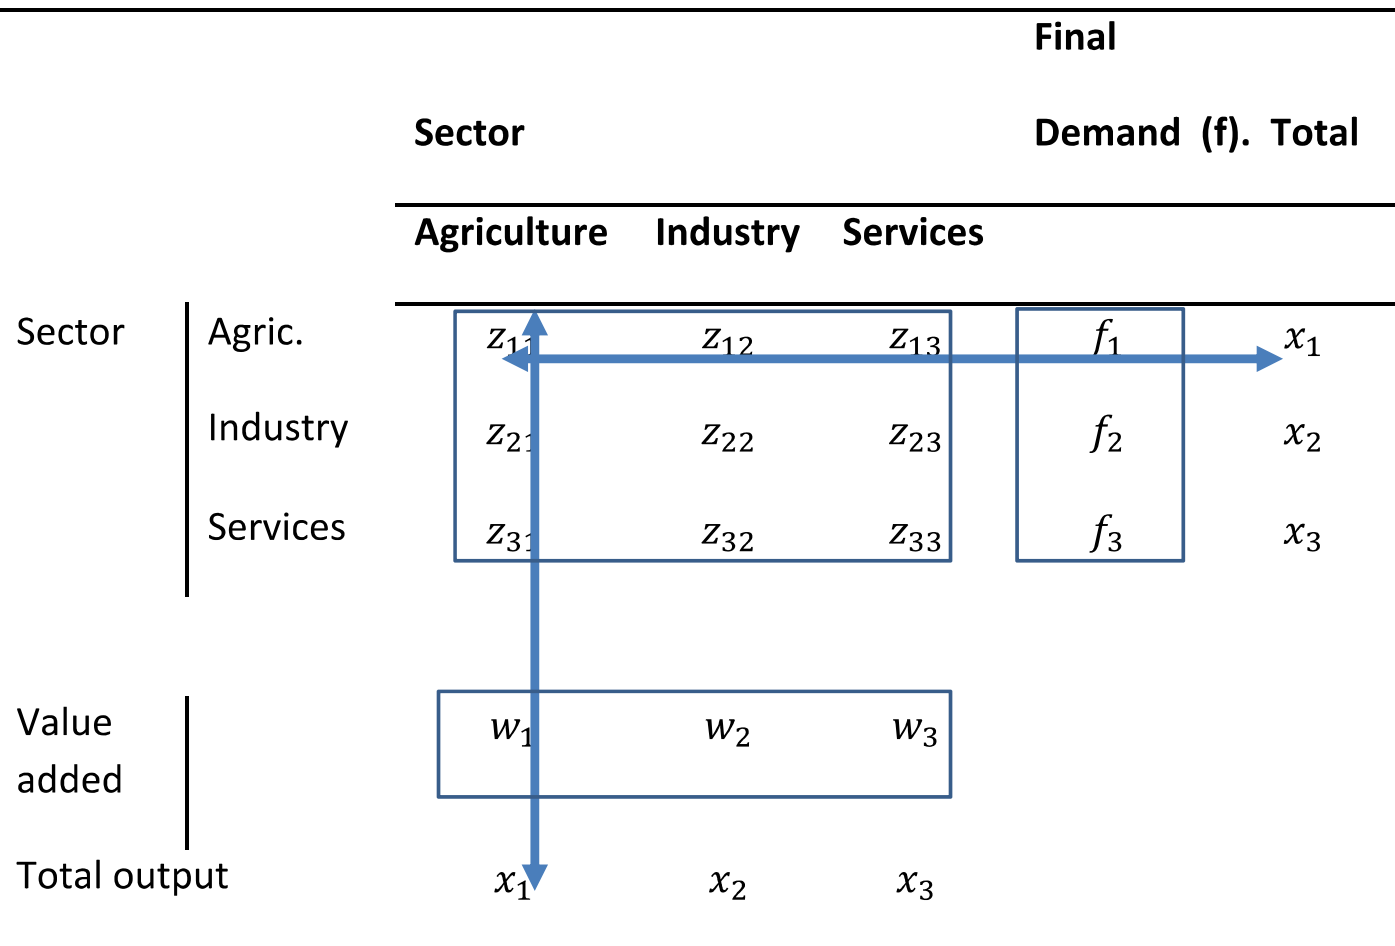 Final
Sector Demand (f). Total
Agriculture Industry Services
Sector Agric. z₁₁ z₁₂ z₁₃ f₁ x₁
Industry z₂₁ z₂₂ z₂₃ f₂ x₂
Services z₃₁ z₃₂ z₃₃ f₃ x₃
Value w₁ w₂ w₃
added
Total output x₁ x₂ x₃